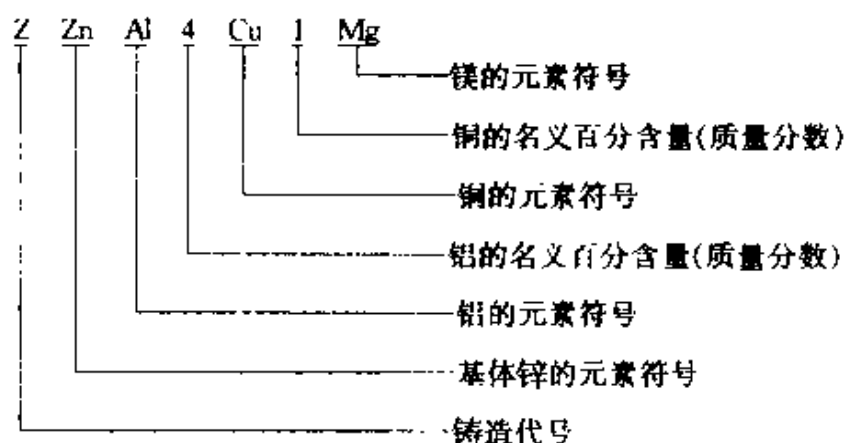 Z Zn Al 4 Cu 1 Mg
镁的元素符号
铜的名义百分含量(质量分数)
铜的元素符号
铝的名义百分含量(质量分数)
铝的元素符号
基体锌的元素符号
铸造代号